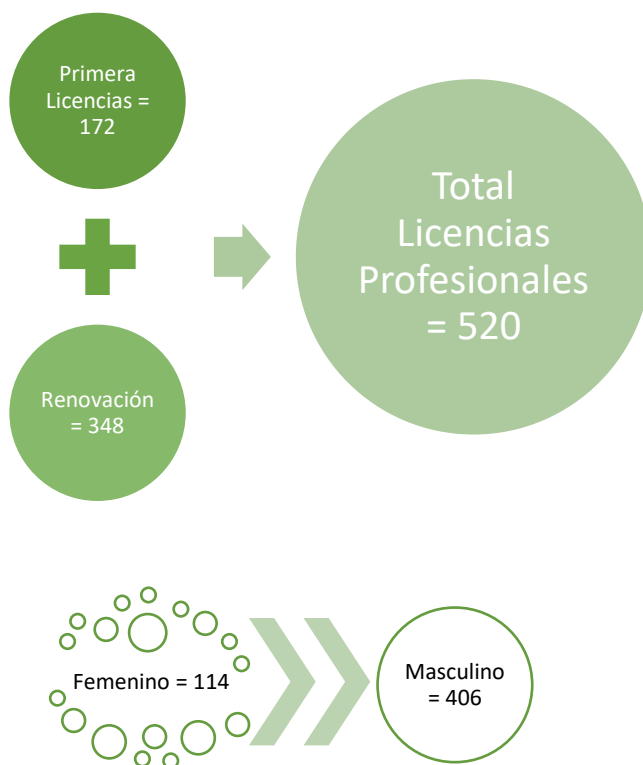 Primera
Licencias =
172
Total
Licencias
Profesionales
= 520
Renovación
= 348
Femenino = 114
Masculino
= 406